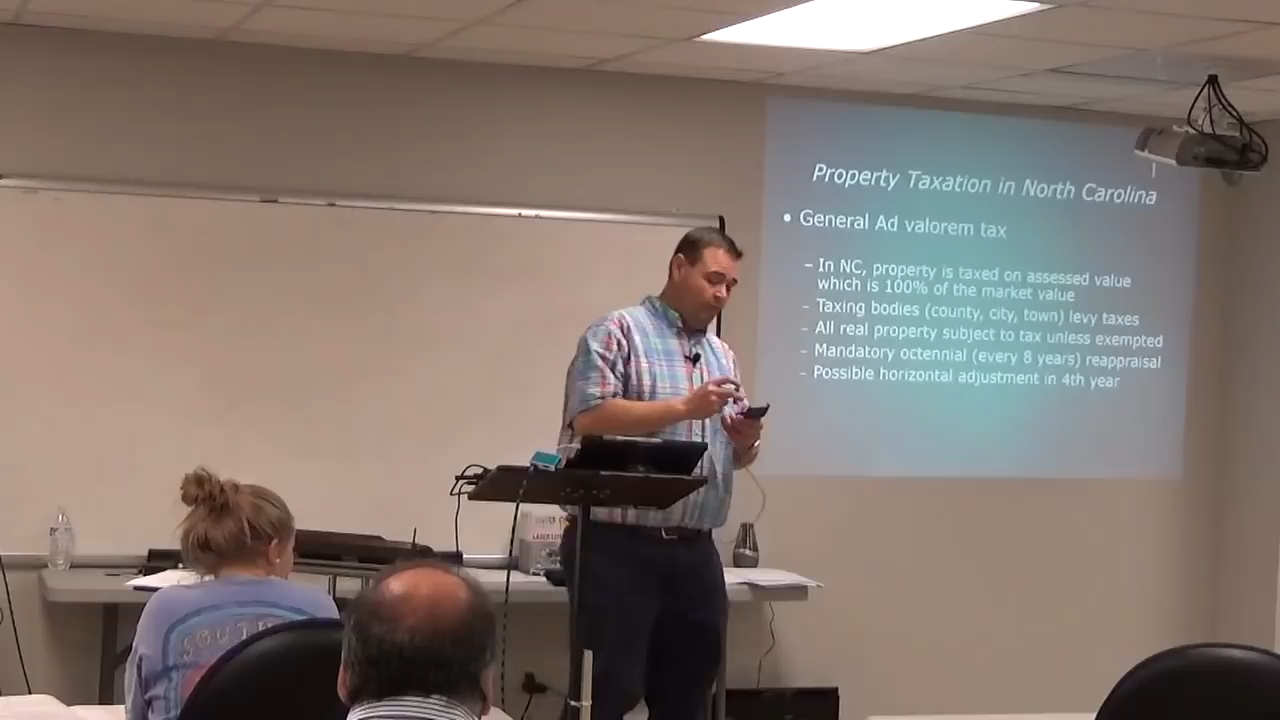 Property Taxation in North Carolina
• General Ad valorem tax
– In NC, property is taxed on assessed value
which is 100% of the market value
– Taxing bodies (county, city, town) levy taxes
– All real property subject to tax unless exempted
– Mandatory octennial (every 8 years) reappraisal
– Possible horizontal adjustment in 4th year